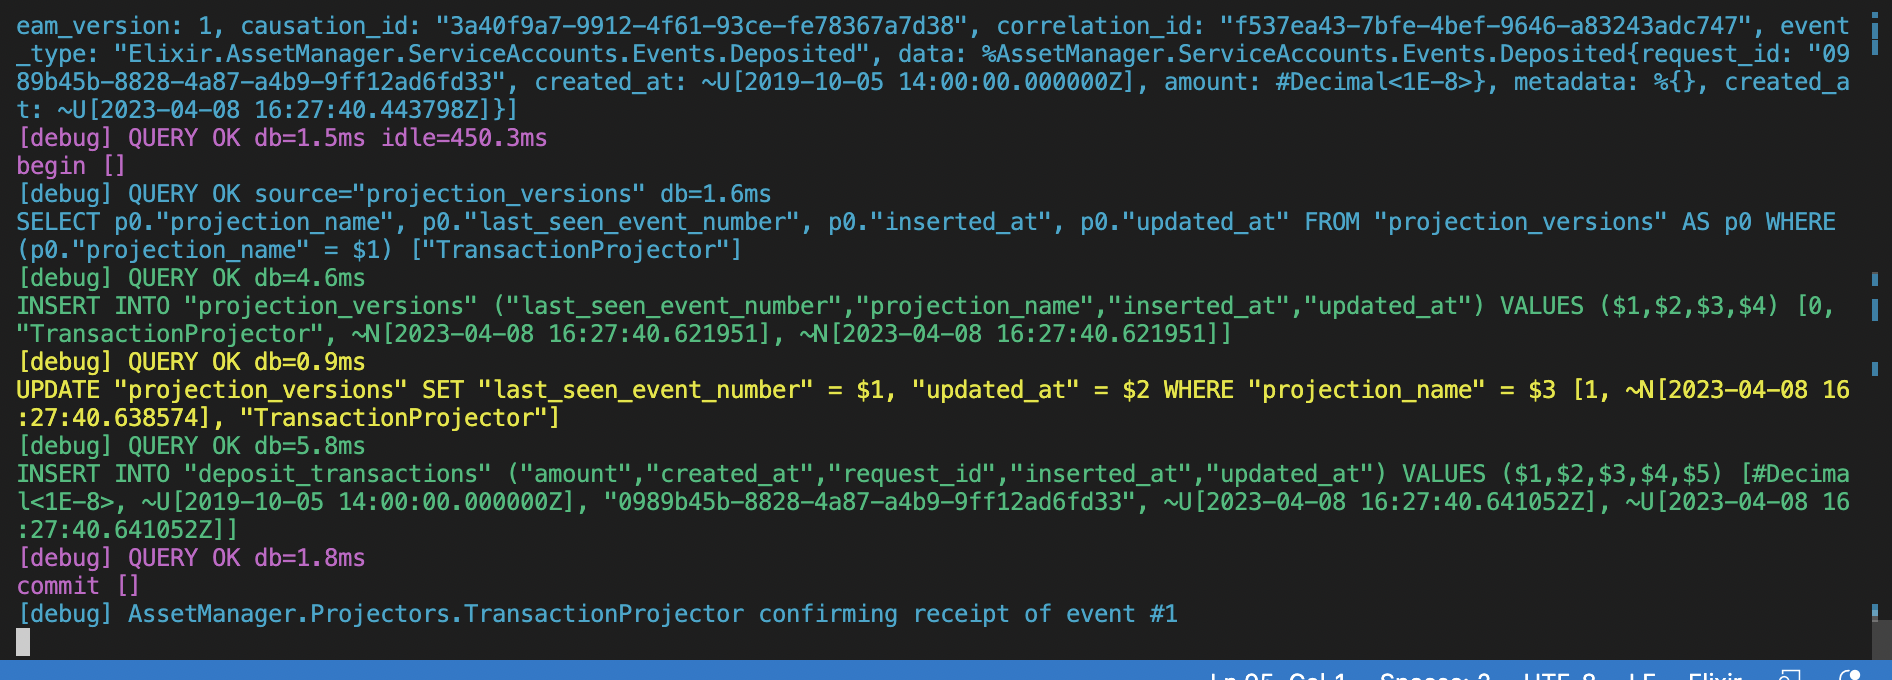 eam_version: 1, causation_id: "3a40f9a7-9912-4f61-93ce-fe78367a7d38", correlation_id: "f537ea43-7bfe-4bef-9646-a83243adc747", event
_type: "Elixir.AssetManager.ServiceAccounts.Events.Deposited", data: %AssetManager.ServiceAccounts.Events.Deposited{request_id: "09
89b45b-8828-4a87-a4b9-9ff12ad6fd33", created_at: ~U[2019-10-05 14:00:00.000000Z], amount: #Decimal<1E-8>}, metadata: %{}, created_a
t: ~U[2023-04-08 16:27:40.443798Z]}]
[debug] QUERY OK db=1.5ms idle=450.3ms
begin []
[debug] QUERY OK source="projection_versions" db=1.6ms
SELECT p0."projection_name", p0."last_seen_event_number", p0."inserted_at", p0."updated_at" FROM "projection_versions" AS p0 WHERE
(p0."projection_name" = $1) ["TransactionProjector"]
[debug] QUERY OK db=4.6ms
INSERT INTO "projection_versions" ("last_seen_event_number","projection_name","inserted_at","updated_at") VALUES ($1,$2,$3,$4) [0,
"TransactionProjector", ~N[2023-04-08 16:27:40.621951], ~N[2023-04-08 16:27:40.621951]]
[debug] QUERY OK db=0.9ms
UPDATE "projection_versions" SET "last_seen_event_number" = $1, "updated_at" = $2 WHERE "projection_name" = $3 [1, ~N[2023-04-08 16
:27:40.638574], "TransactionProjector"]
[debug] QUERY OK db=5.8ms
INSERT INTO "deposit_transactions" ("amount","created_at","request_id","inserted_at","updated_at") VALUES ($1,$2,$3,$4,$5) [#Decima
l<1E-8>, ~U[2019-10-05 14:00:00.000000Z], "0989b45b-8828-4a87-a4b9-9ff12ad6fd33", ~U[2023-04-08 16:27:40.641052Z], ~U[2023-04-08 16
:27:40.641052Z]]
[debug] QUERY OK db=1.8ms
commit []
[debug] AssetManager.Projectors.TransactionProjector confirming receipt of event #1
UTF-8 LF Elixir